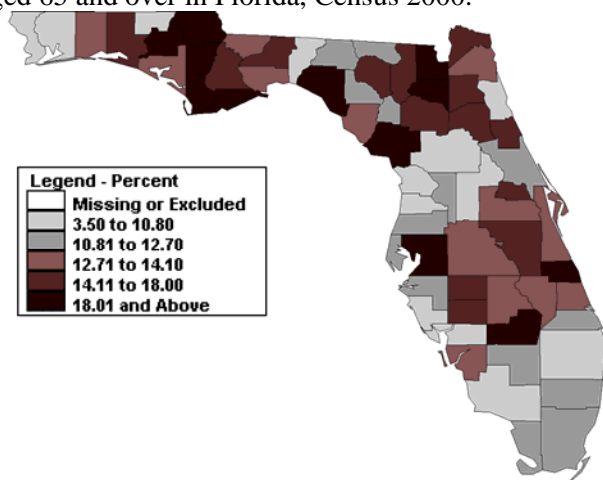 aged 65 and over in Florida, Census 2000.
Legend - Percent
Missing or Excluded
3.50 to 10.80
10.81 to 12.70
12.71 to 14.10
14.11 to 18.00
18.01 and Above